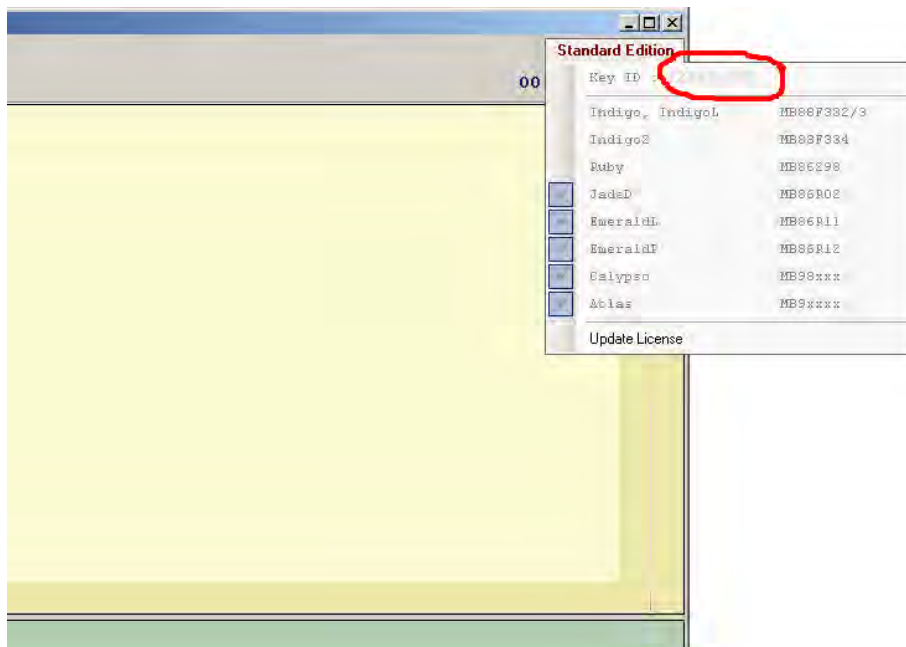 Standard Edition
00
Key ID :
Indigo, IndigoL MB88F332/3
Indigo2 MB88F334
Ruby MB86298
JadeD MB86R02
EmeraldL MB86R11
EmeraldP MB86R12
Calypso MB98xxx
Atlas MB9xxxx
Update License